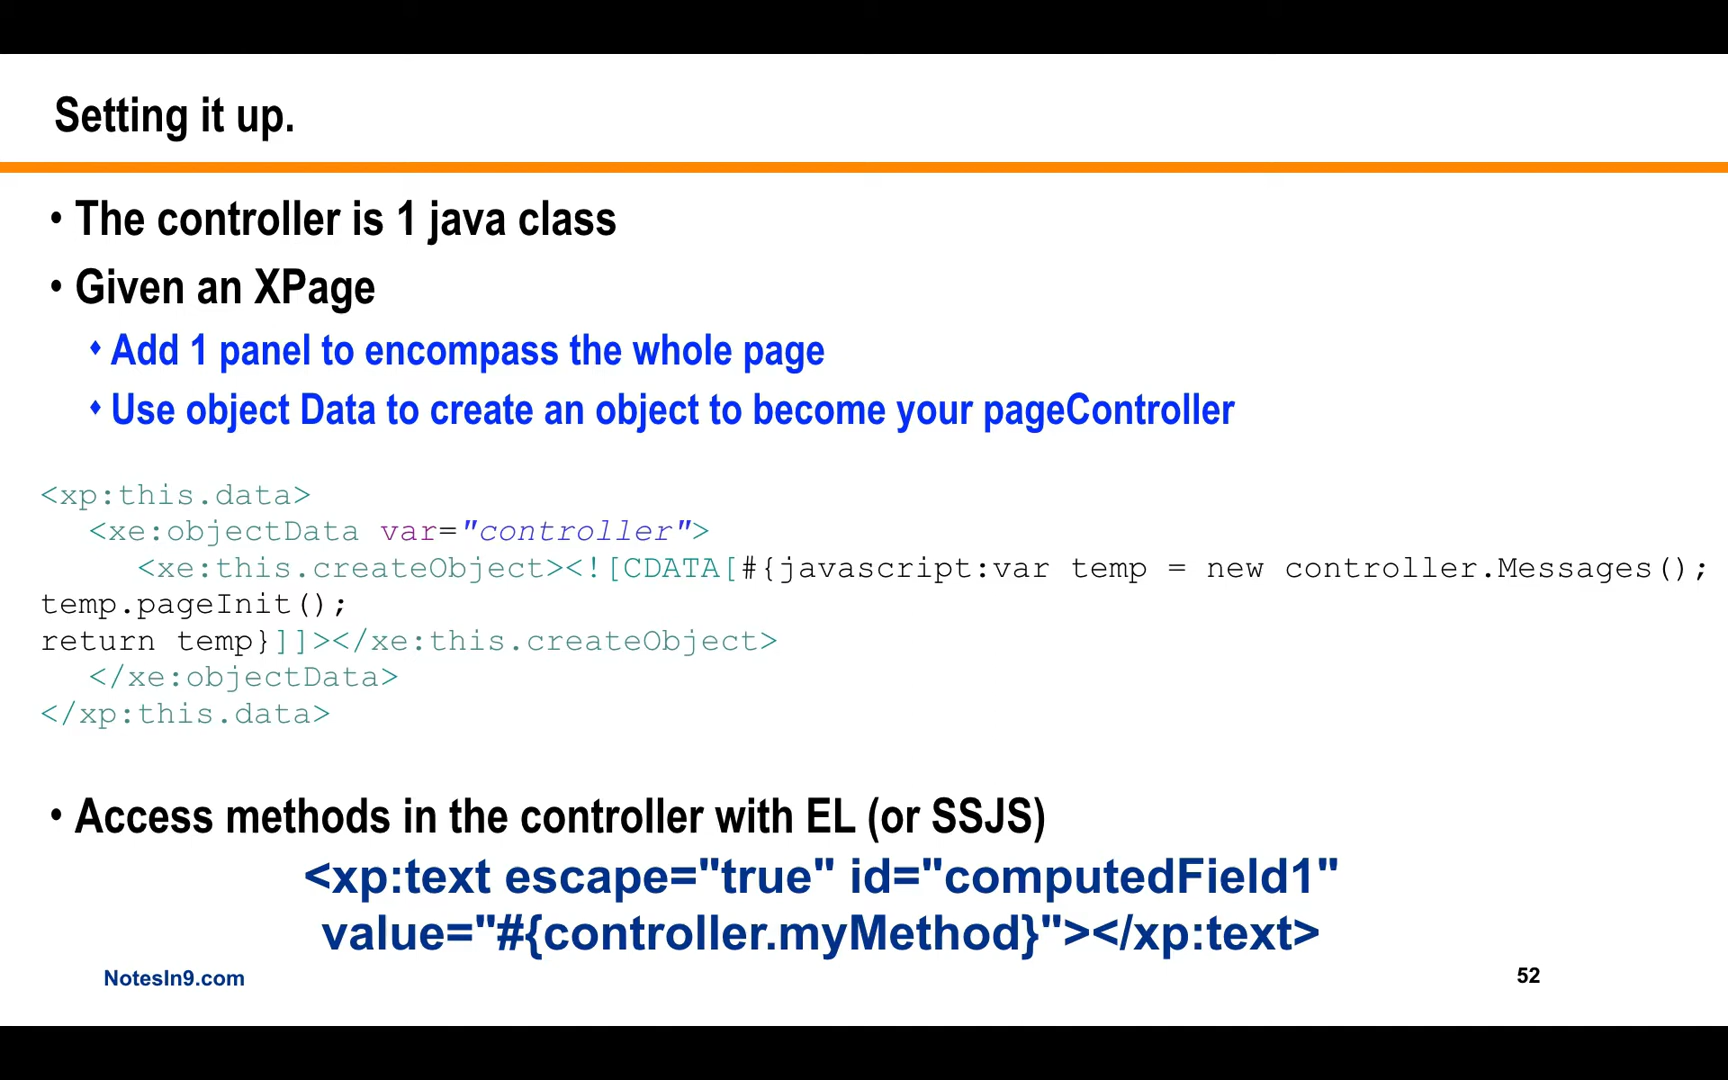 Setting it up.
• The controller is 1 java class
• Given an XPage
♦ Add 1 panel to encompass the whole page
♦ Use object Data to create an object to become your pageController
<xp:this.data>
<xe:objectData var="controller">
<xe:this.createObject><![CDATA[#{javascript:var temp = new controller.Messages();
temp.pageInit();
return temp}]]></xe:this.createObject>
</xe:objectData>
</xp:this.data>
• Access methods in the controller with EL (or SSJS)
<xp:text escape="true" id="computedField1"
value="#{controller.myMethod}"></xp:text>
NotesIn9.com
52